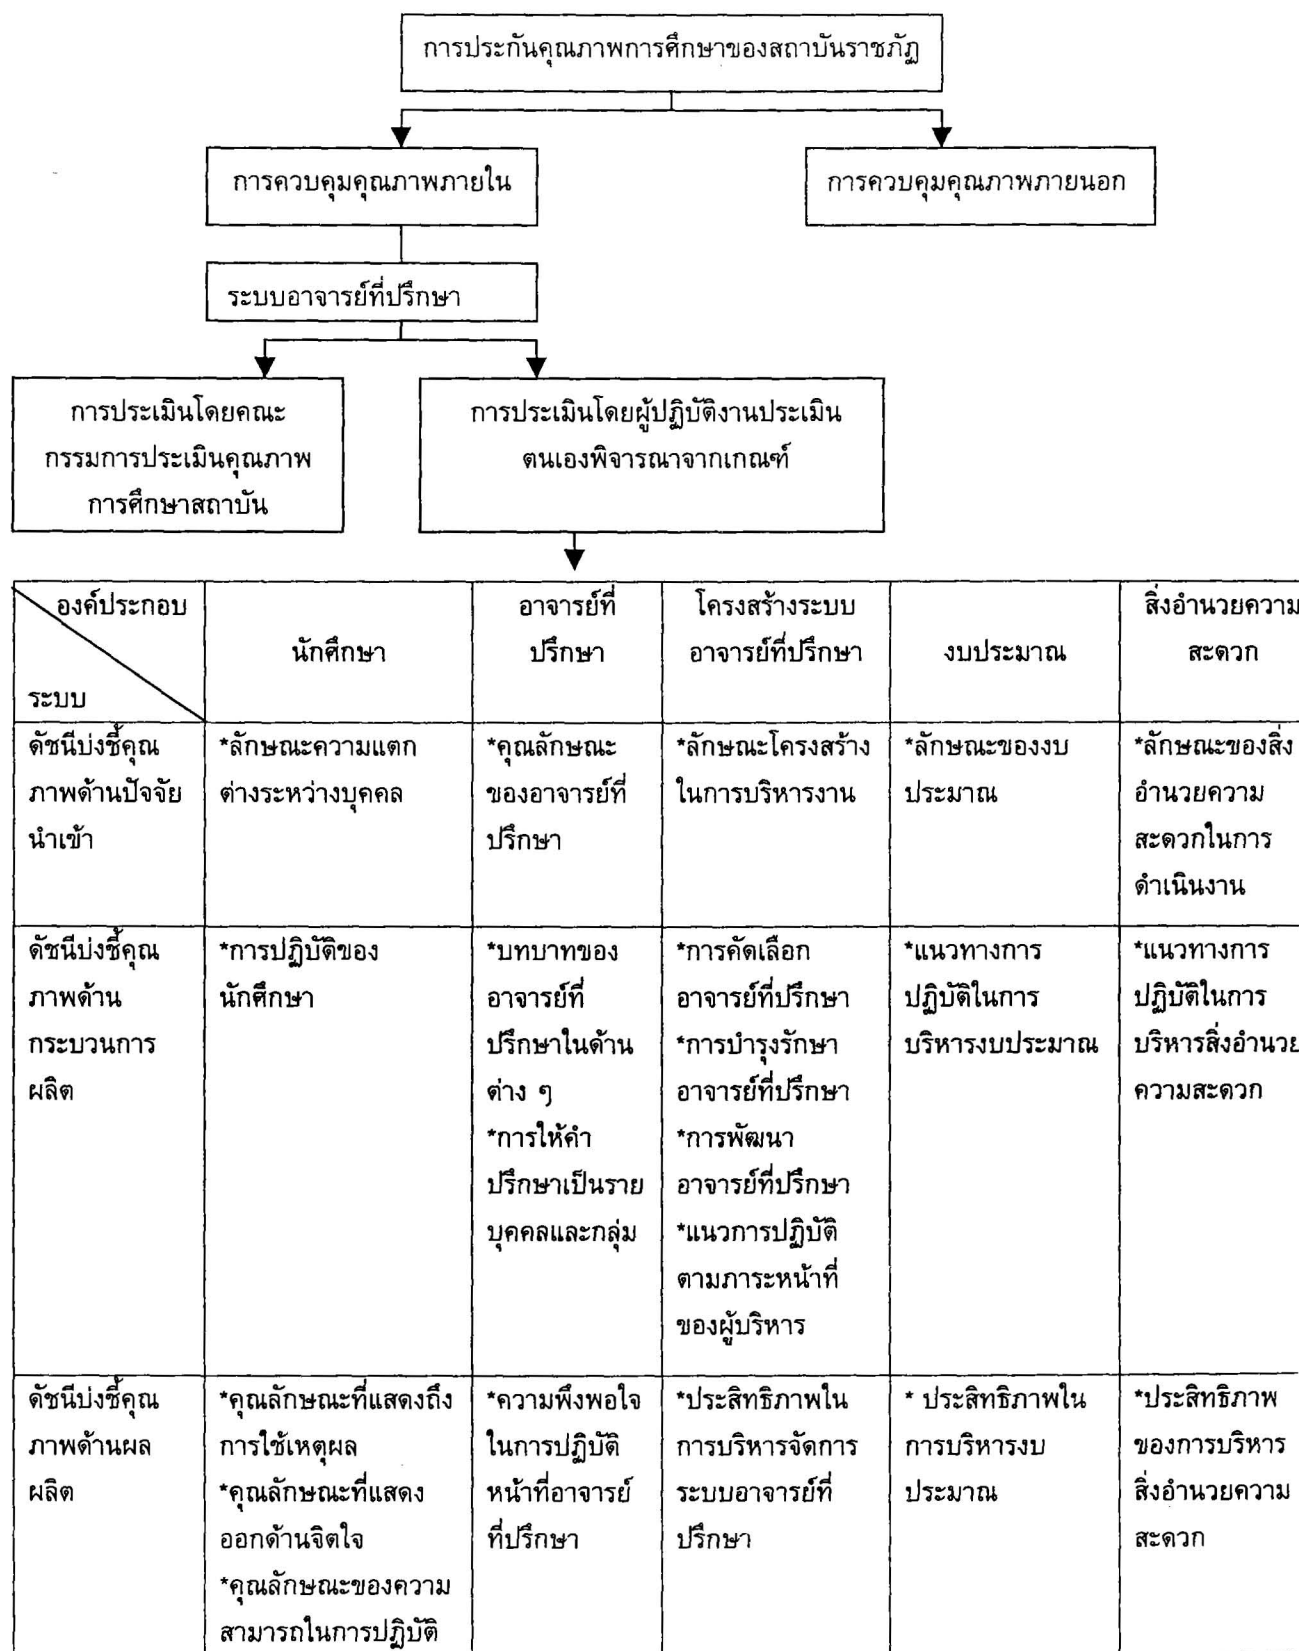 การประกันคุณภาพการศึกษาของสถาบันราชภัฏ
การควบคุมคุณภาพภายใน
การควบคุมคุณภาพภายนอก
ระบบอาจารย์ที่ปรึกษา
การประเมินโดยคณะ
กรรมการประเมินคุณภาพ
การศึกษาสถาบัน
การประเมินโดยผู้ปฏิบัติงานประเมิน
ตนเองพิจารณาจากเกณฑ์
องค์ประกอบ
ระบบ
นักศึกษา
อาจารย์ที่
ปรึกษา
โครงสร้างระบบ
อาจารย์ที่ปรึกษา
งบประมาณ
สิ่งอำนวยความ
สะดวก
ดัชนีบ่งชี้คุณ
ภาพด้านปัจจัย
นำเข้า
*ลักษณะความแตก
ต่างระหว่างบุคคล
*คุณลักษณะ
ของอาจารย์ที่
ปรึกษา
*ลักษณะโครงสร้าง
ในการบริหารงาน
*ลักษณะของงบ
ประมาณ
*ลักษณะของสิ่ง
อำนวยความ
สะดวกในการ
ดำเนินงาน
ดัชนีบ่งชี้คุณ
ภาพด้าน
กระบวนการ
ผลิต
*การปฏิบัติของ
นักศึกษา
*บทบาทของ
อาจารย์ที่
ปรึกษาในด้าน
ต่าง ๆ
*การให้คำ
ปรึกษาเป็นราย
บุคคลและกลุ่ม
*การคัดเลือก
อาจารย์ที่ปรึกษา
*การบำรุงรักษา
อาจารย์ที่ปรึกษา
*การพัฒนา
อาจารย์ที่ปรึกษา
*แนวการปฏิบัติ
ตามภาระหน้าที่
ของผู้บริหาร
*แนวทางการ
ปฏิบัติในการ
บริหารงบประมาณ
*แนวทางการ
ปฏิบัติในการ
บริหารสิ่งอำนวย
ความสะดวก
ดัชนีบ่งชี้คุณ
ภาพด้านผล
ผลิต
*คุณลักษณะที่แสดงถึง
การใช้เหตุผล
*คุณลักษณะที่แสดง
ออกด้านจิตใจ
*คุณลักษณะของความ
สามารถในการปฏิบัติ
*ความพึงพอใจ
ในการปฏิบัติ
หน้าที่อาจารย์
ที่ปรึกษา
*ประสิทธิภาพใน
การบริหารจัดการ
ระบบอาจารย์ที่
ปรึกษา
* ประสิทธิภาพใน
การบริหารงบ
ประมาณ
*ประสิทธิภาพ
ของการบริหาร
สิ่งอำนวยความ
สะดวก